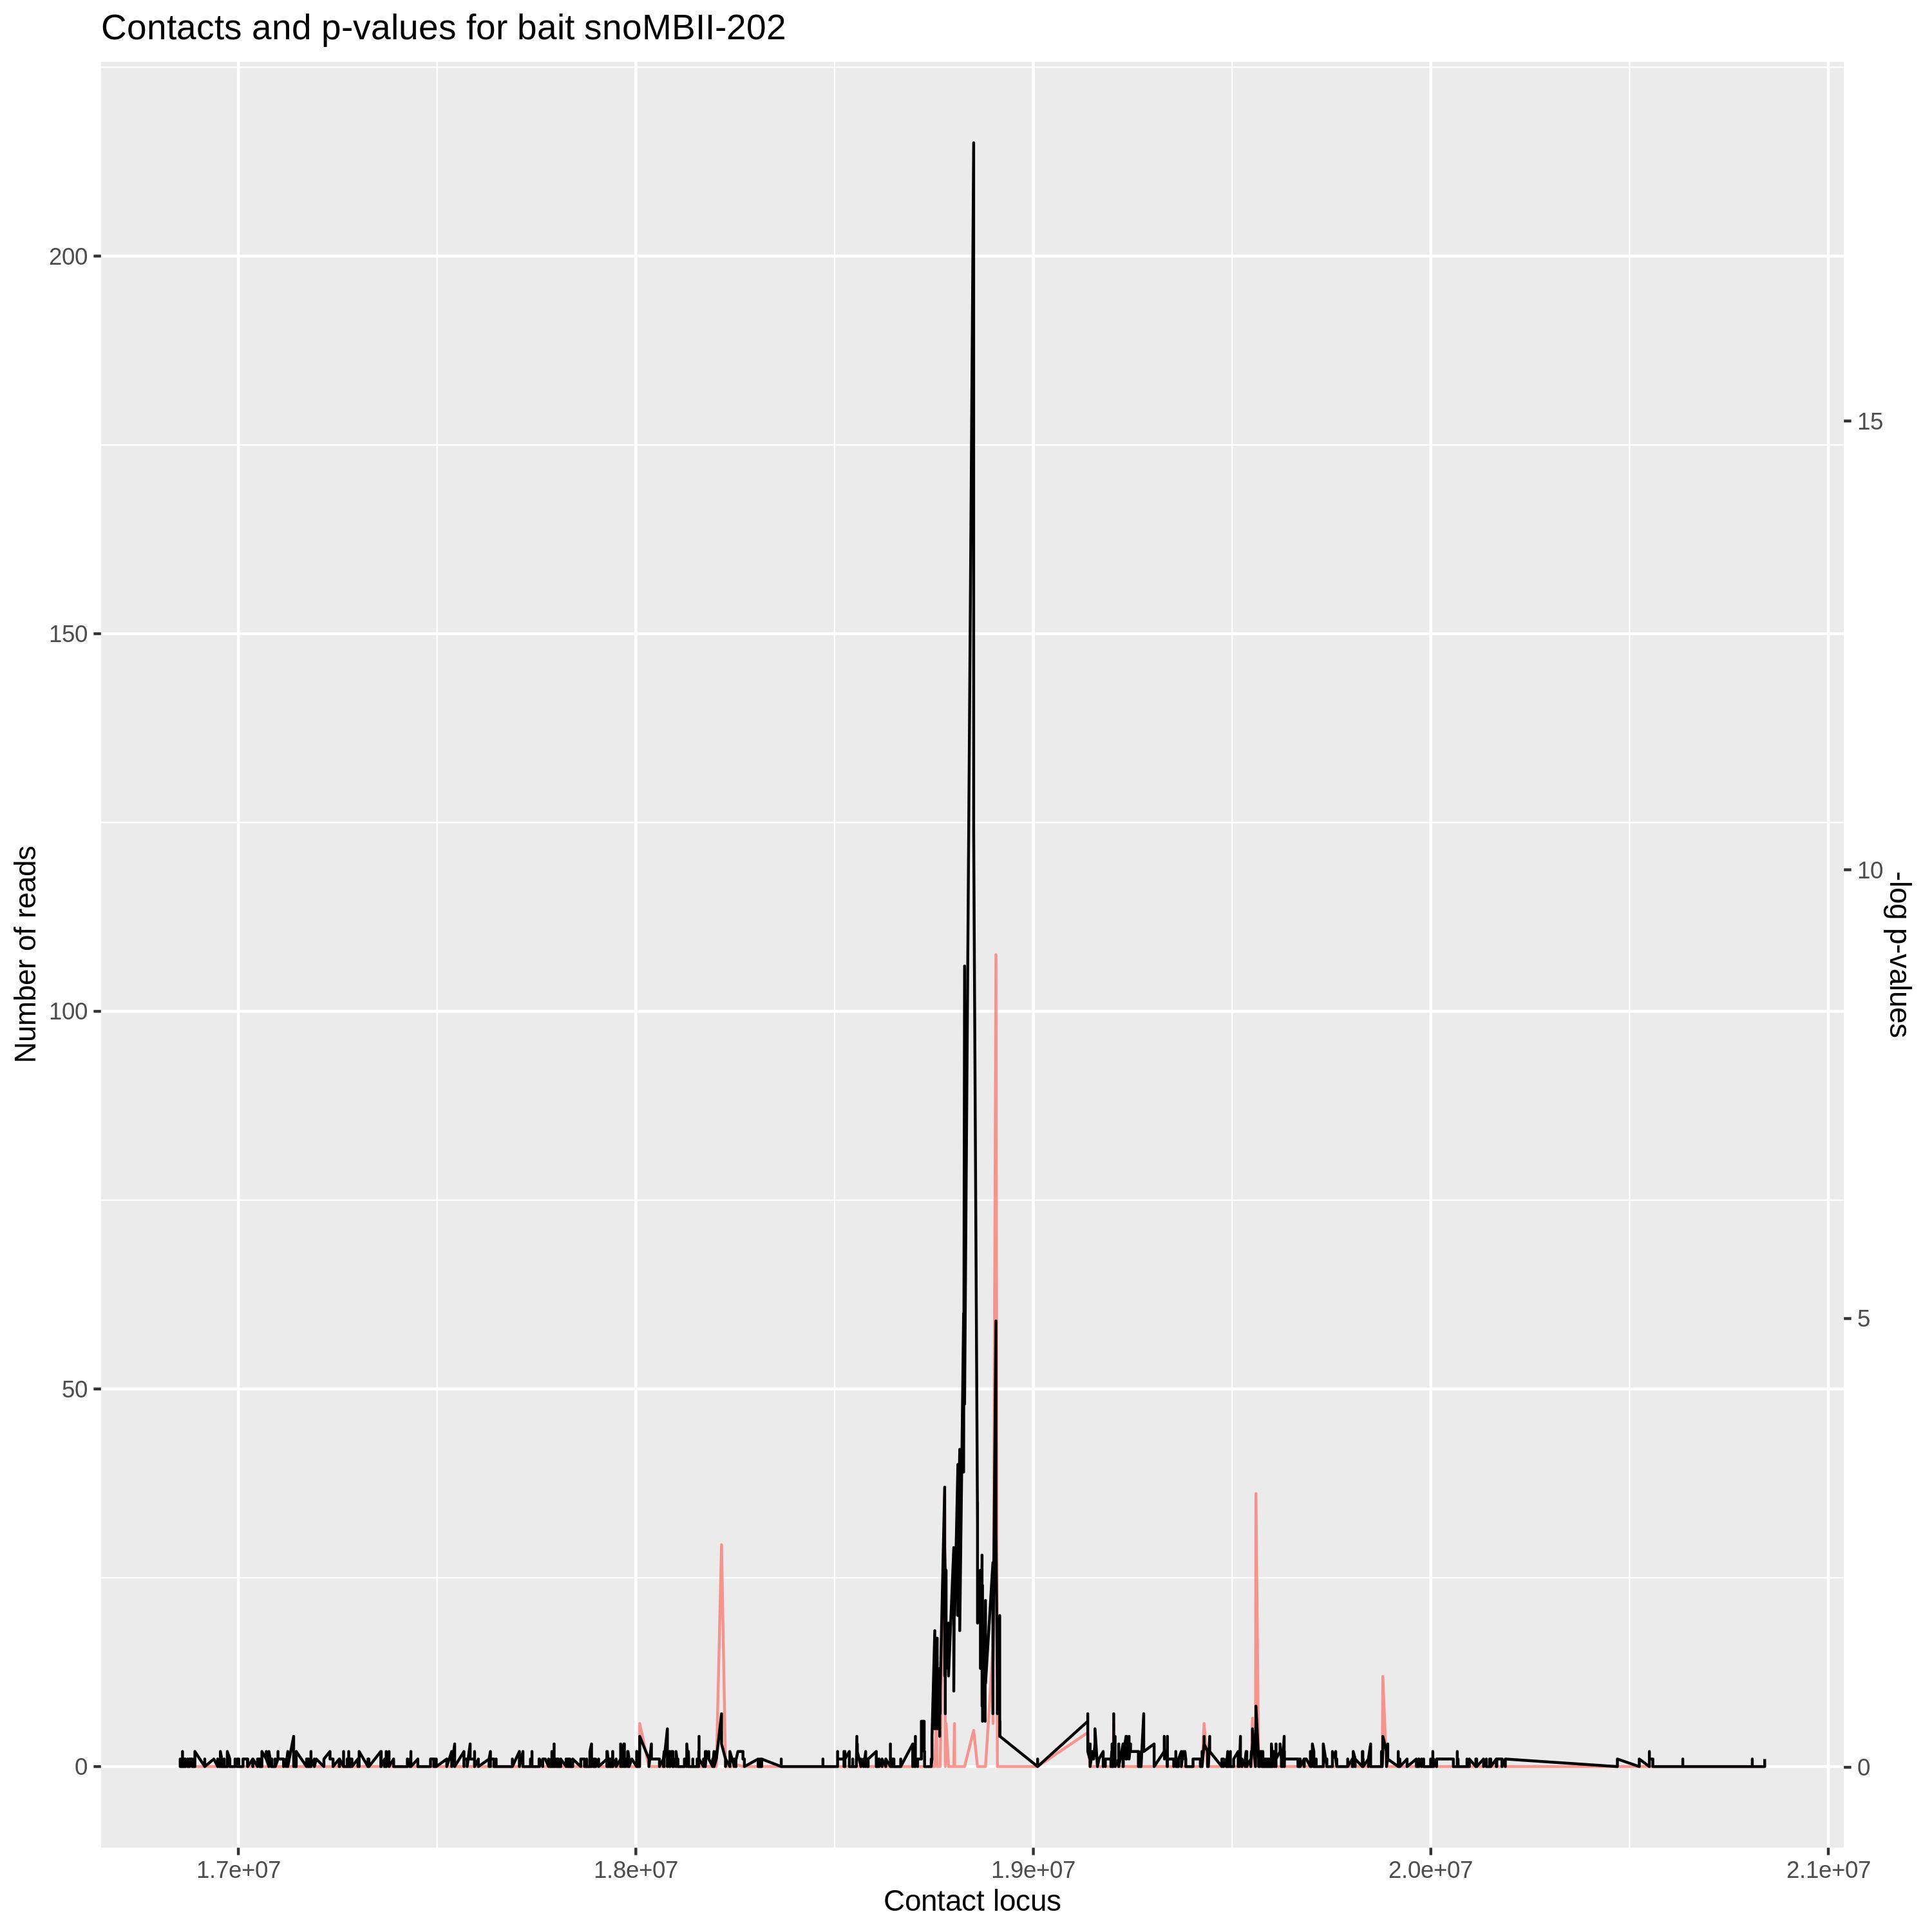 Contacts and p-values for bait snoMBII-202
200
150
100
50
0
Number of reads
15
10
5
0
-log p-values
1.7e+07
1.8e+07
1.9e+07
2.0e+07
2.1e+07
Contact locus